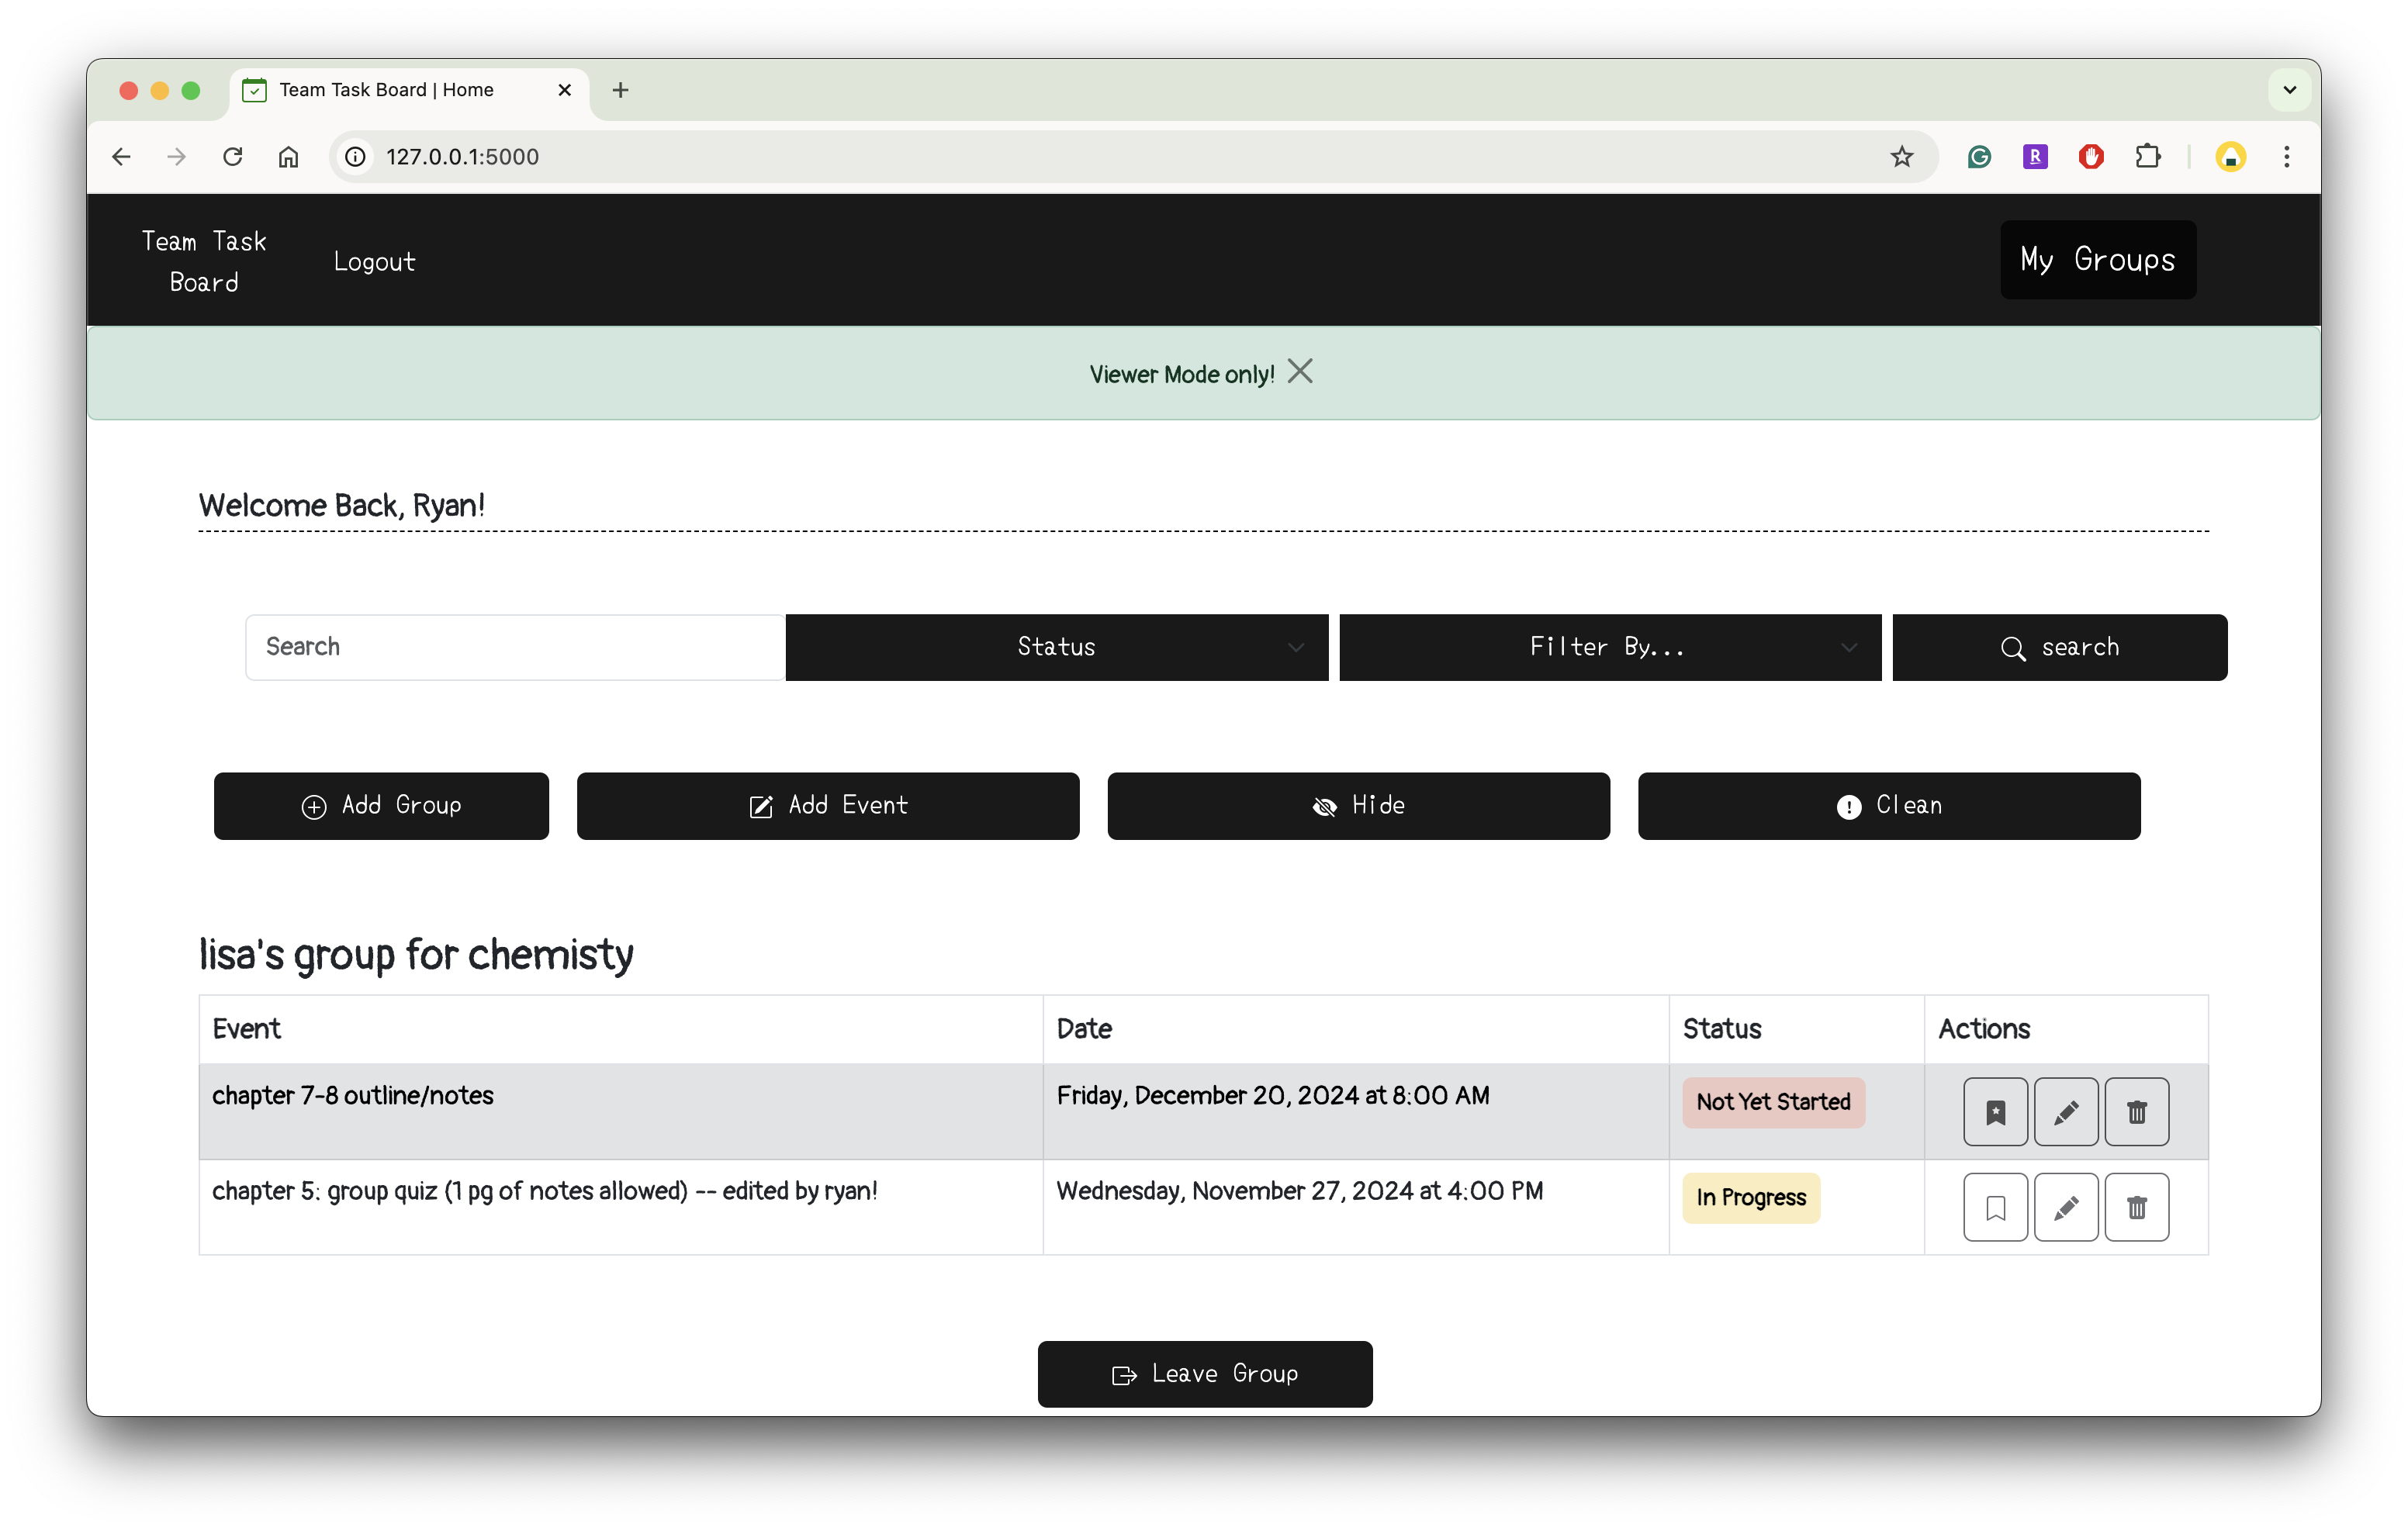 Team Task Board | Home
127.0.0.1:5000
R
Team Task
Board
Logout
My Groups
Viewer Mode only!
Welcome Back, Ryan!
Search
Status
Filter By...
search
Add Group
Add Event
Hide
Clean
lisa's group for chemisty
Event Date Status Actions
chapter 7-8 outline/notes Friday, December 20, 2024 at 8:00 AM Not Yet Started
chapter 5: group quiz (1 pg of notes allowed) -- edited by ryan! Wednesday, November 27, 2024 at 4:00 PM In Progress
Leave Group